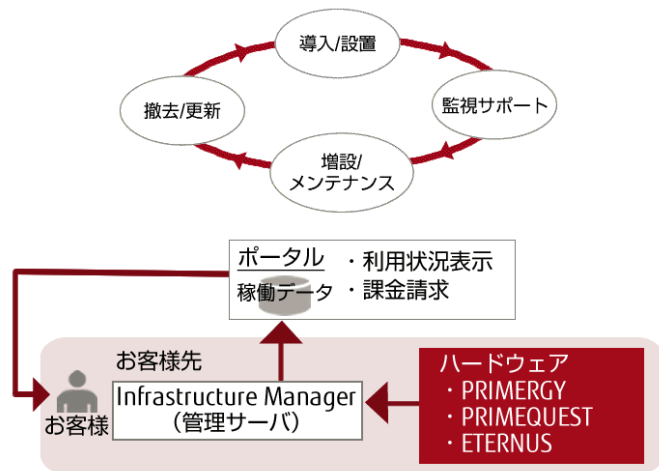 導入/設置
撤去/更新
監視サポート
増設/
メンテナンス
ポータル
稼働データ
・利用状況表示
・課金請求
お客様先
お客様
Infrastructure Manager
（管理サーバ）
ハードウェア
・PRIMERGY
・PRIMEQUEST
・ETERNUS